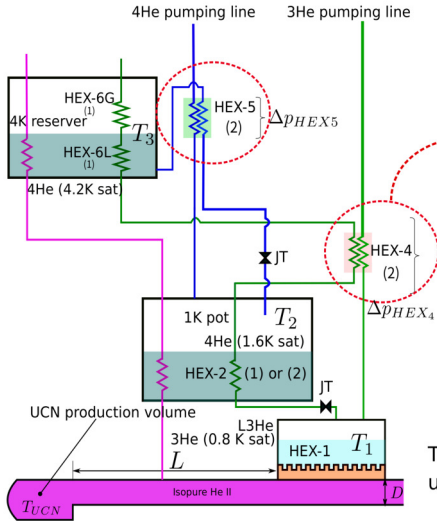 4He pumping line
3He pumping line
HEX-6G
(1)
4K reserver
T3
HEX-6L
(1)
4He (4.2K sat)
HEX-5
(2)
ΔpHEX5
JT
HEX-4
(2)
ΔpHEX4
1K pot
T2
4He (1.6K sat)
HEX-2 (1) or (2)
JT
L3He
3He (0.8 K sat)
HEX-1
T1
UCN production volume
L
Isopure He II
TUCN
D
T
u